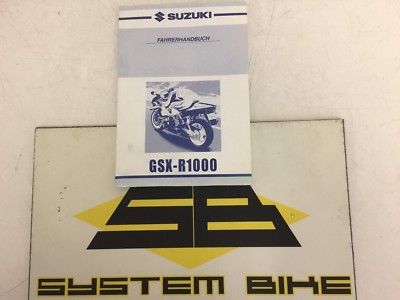 SUZUKI
FAHRERHANDBUCH
GSX-R1000
SB
SYSTEM BIKE